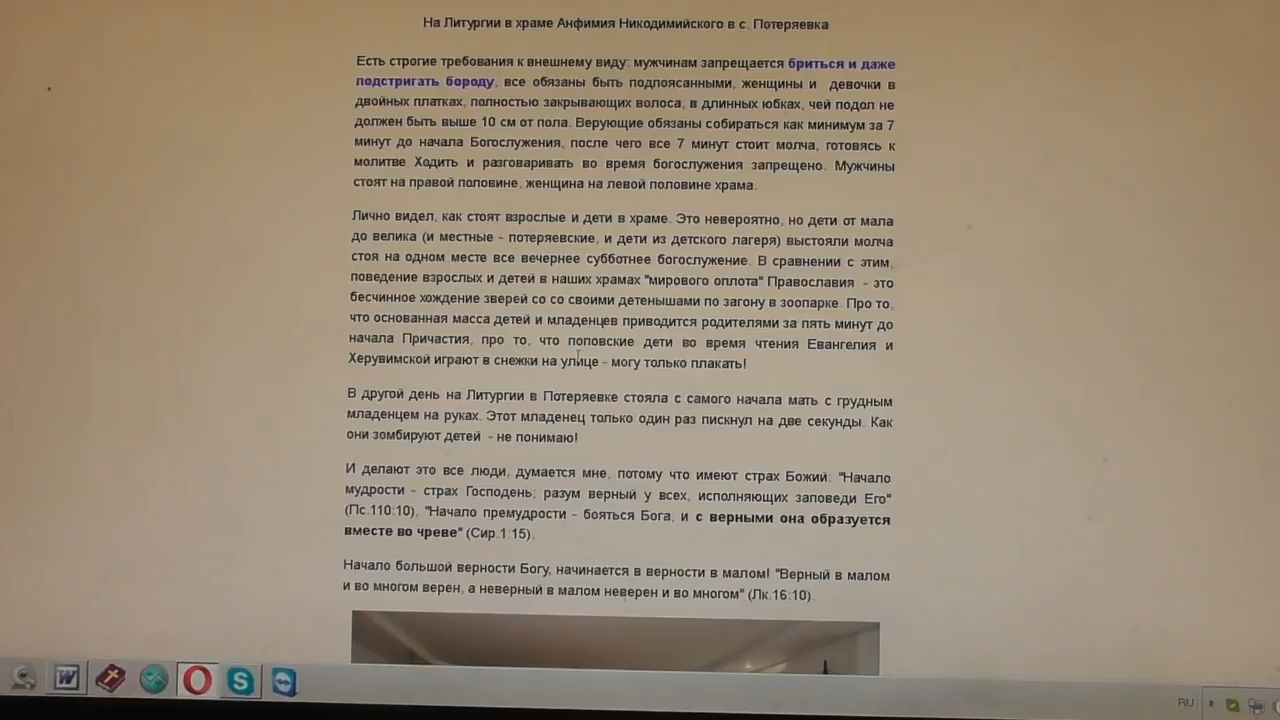 На Литургии в храме Анфимия Никодимийского в с. Потеряевка
Есть строгие требования к внешнему виду: мужчинам запрещается бриться и даже
подстригать бороду, все обязаны быть подпоясанными, женщины и девочки в
двойных платках, полностью закрывающих волоса, в длинных юбках, чей подол не
должен быть выше 10 см от пола. Верующие обязаны собираться как минимум за 7
минут до начала Богослужения, после чего все 7 минут стоит молча, готовясь к
молитве Ходить и разговаривать во время богослужения запрещено. Мужчины
стоят на правой половине, женщина на левой половине храма.
Лично видел, как стоят взрослые и дети в храме. Это невероятно, но дети от мала
до велика (и местные - потеряевские, и дети из детского лагеря) выстояли молча
стоя на одном месте все вечернее субботнее богослужение. В сравнении с этим,
поведение взрослых и детей в наших храмах "мирового оплота" Православия - это
бесчинное хождение зверей со со своими детенышами по загону в зоопарке. Про то,
что основанная масса детей и младенцев приводится родителями за пять минут до
начала Причастия, про то, что поповские дети во время чтения Евангелия и
Херувимской играют в снежки на улице - могу только плакать!
В другой день на Литургии в Потеряевке стояла с самого начала мать с грудным
младенцем на руках. Этот младенец только один раз пискнул на две секунды. Как
они зомбируют детей - не понимаю!
И делают это все люди, думается мне, потому что имеют страх Божий: "Начало
мудрости - страх Господень; разум верный у всех, исполняющих заповеди Его"
(Пс.110:10). "Начало премудрости - бояться Бога, и с верными она образуется
вместе во чреве" (Сир.1:15).
Начало большой верности Богу, начинается в верности в малом! "Верный в малом
и во многом верен, а неверный в малом неверен и во многом" (Лк.16:10).
RU